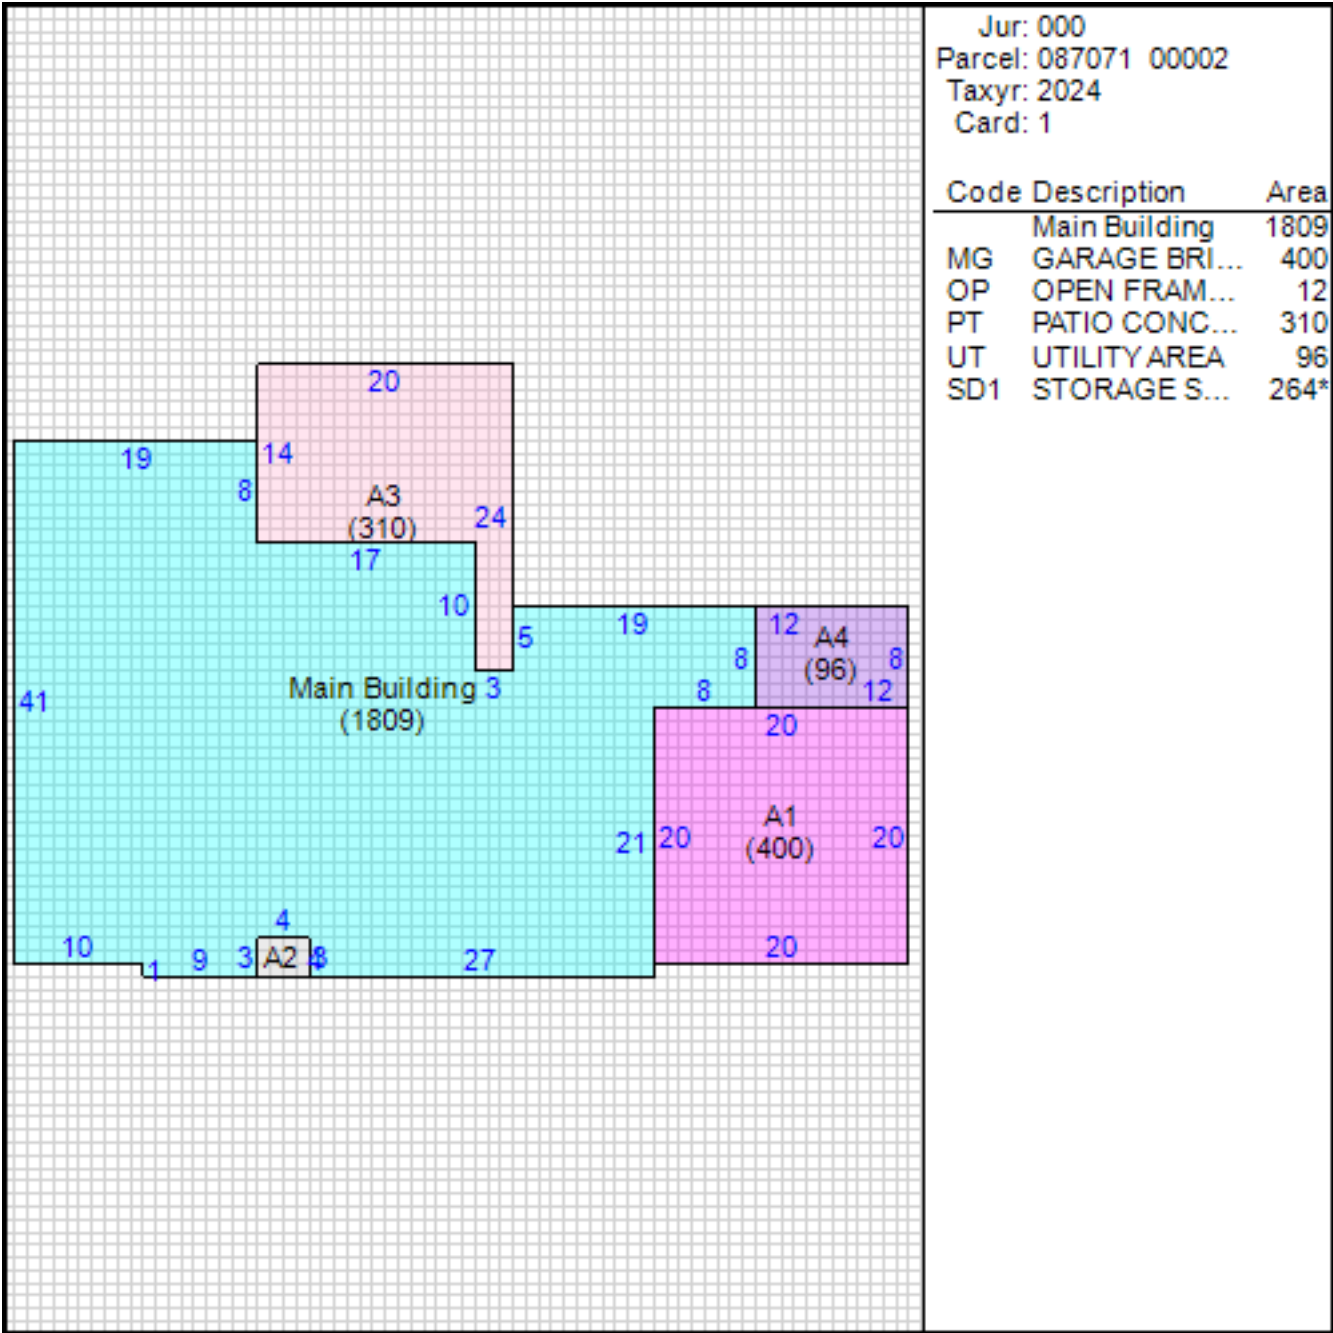 Jur: 000
Parcel: 087071 00002
Taxyr: 2024
Card: 1
Code Description Area
Main Building 1809
MG GARAGE BRI... 400
OP OPEN FRAM... 12
PT PATIO CONC... 310
UT UTILITY AREA 96
SD1 STORAGE S... 264*
20
19
14
8
A3
(310)
24
17
10
5
19
12
A4
(96)
8
8
8
12
Main Building 3
(1809)
41
20
A1
(400)
21
20
20
4
10
1
9
3
A2
27
20